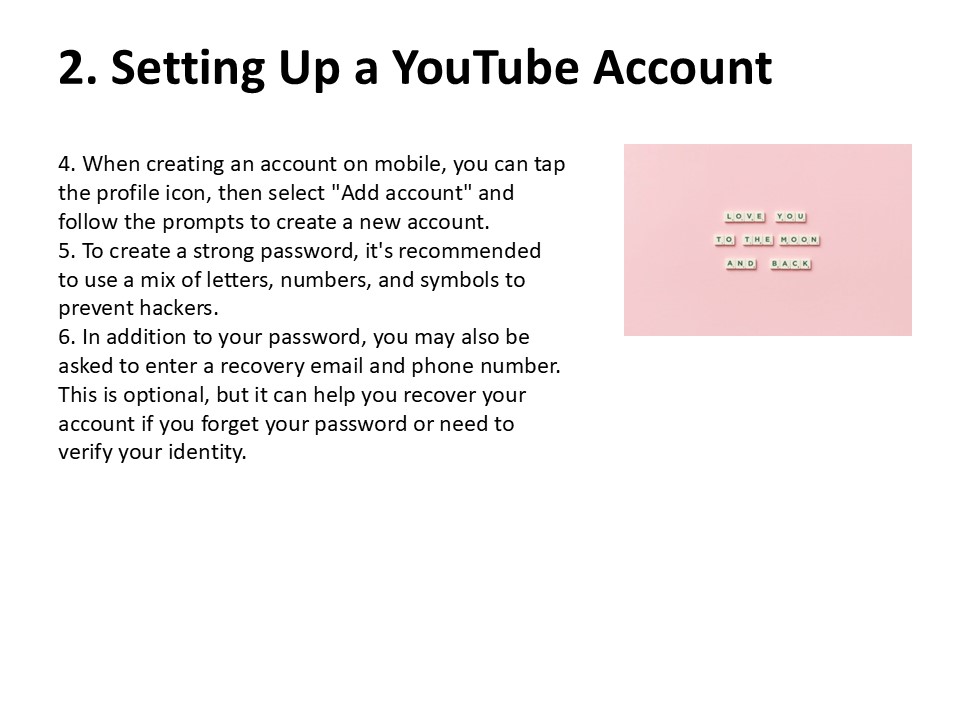 2. Setting Up a YouTube Account
4. When creating an account on mobile, you can tap
the profile icon, then select "Add account" and
follow the prompts to create a new account.
5. To create a strong password, it's recommended
to use a mix of letters, numbers, and symbols to
prevent hackers.
6. In addition to your password, you may also be
asked to enter a recovery email and phone number.
This is optional, but it can help you recover your
account if you forget your password or need to
verify your identity.
LOVE YOU
TO THE MOON
AND BACK